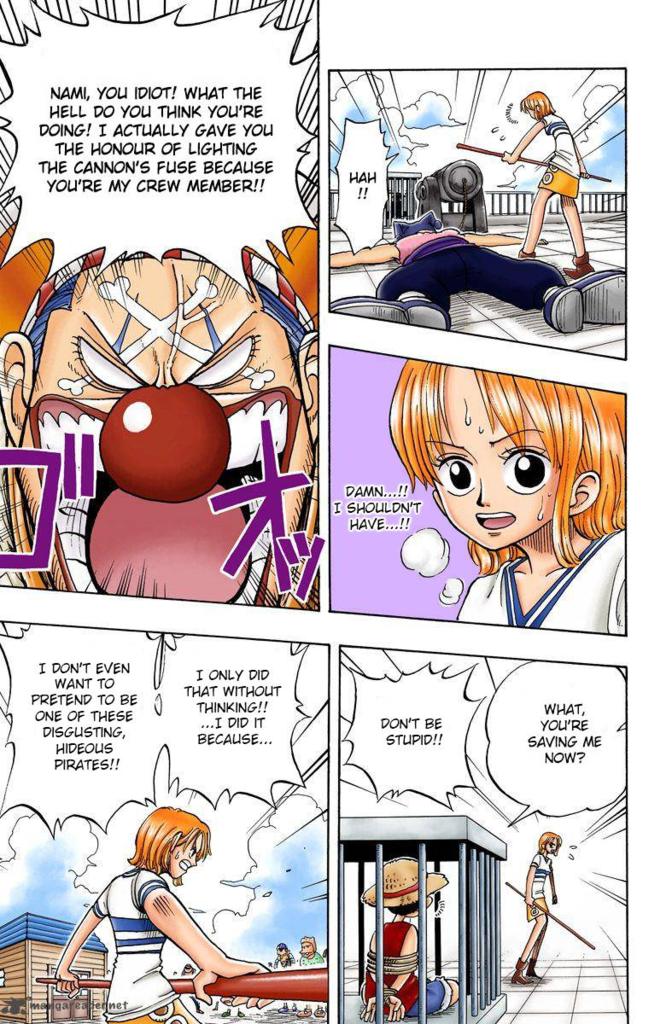 HAH
!!
DAMN...!!
I SHOULDN'T
HAVE...!!
NAMI, YOU IDIOT! WHAT THE
HELL DO YOU THINK YOU'RE
DOING! I ACTUALLY GAVE YOU
THE HONOUR OF LIGHTING
THE CANNON'S FUSE BECAUSE
YOU'RE MY CREW MEMBER!!
ゴオッ
WHAT,
YOU'RE
SAVING ME
NOW?
DON'T BE
STUPID!!
I ONLY DID
THAT WITHOUT
THINKING!!
...I DID IT
BECAUSE...
I DON'T EVEN
WANT TO
PRETEND TO BE
ONE OF THESE
DISGUSTING,
HIDEOUS
PIRATES!!
mangareader.net